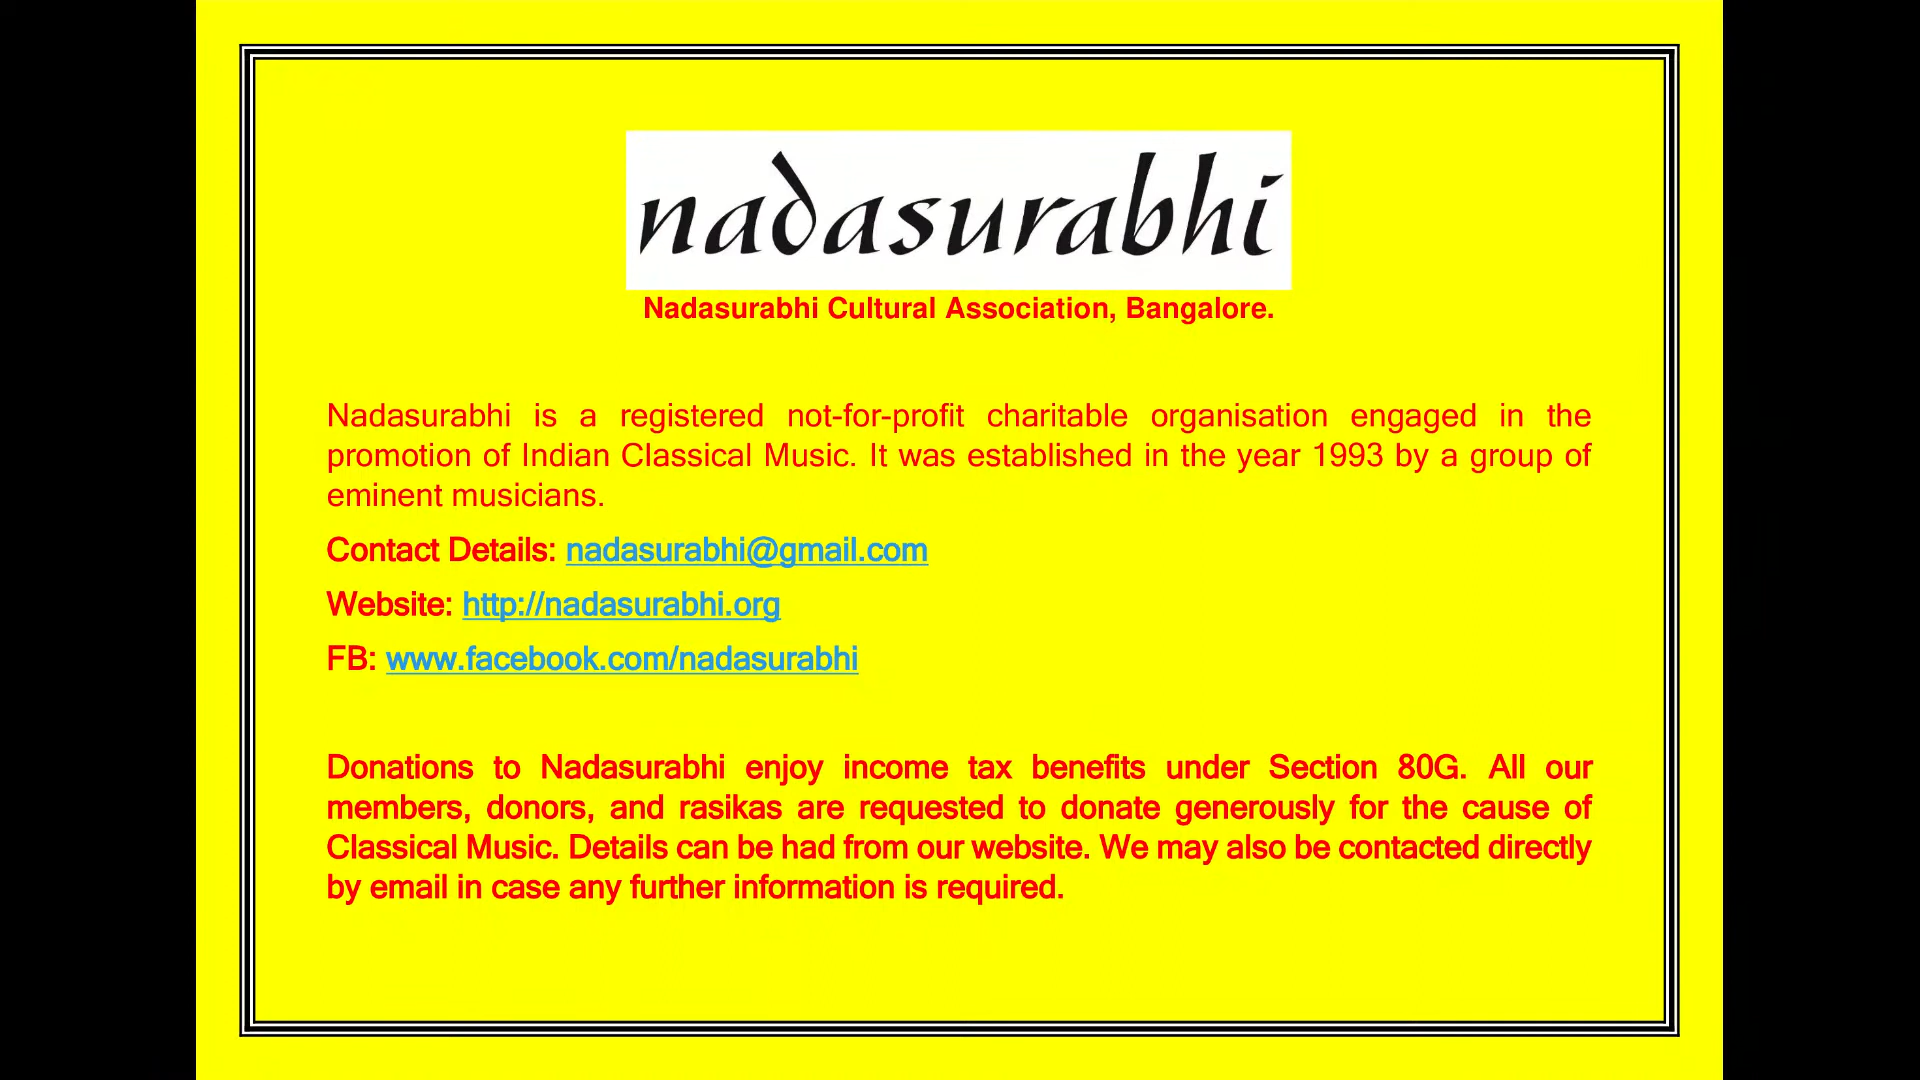 nadasurabhi
Nadasurabhi Cultural Association, Bangalore.
Nadasurabhi is a registered not-for-profit charitable organisation engaged in the
promotion of Indian Classical Music. It was established in the year 1993 by a group of
eminent musicians.
Contact Details: nadasurabhi@gmail.com
Website: http://nadasurabhi.org
FB: www.facebook.com/nadasurabhi
Donations to Nadasurabhi enjoy income tax benefits under Section 80G. All our
members, donors, and rasikas are requested to donate generously for the cause of
Classical Music. Details can be had from our website. We may also be contacted directly
by email in case any further information is required.